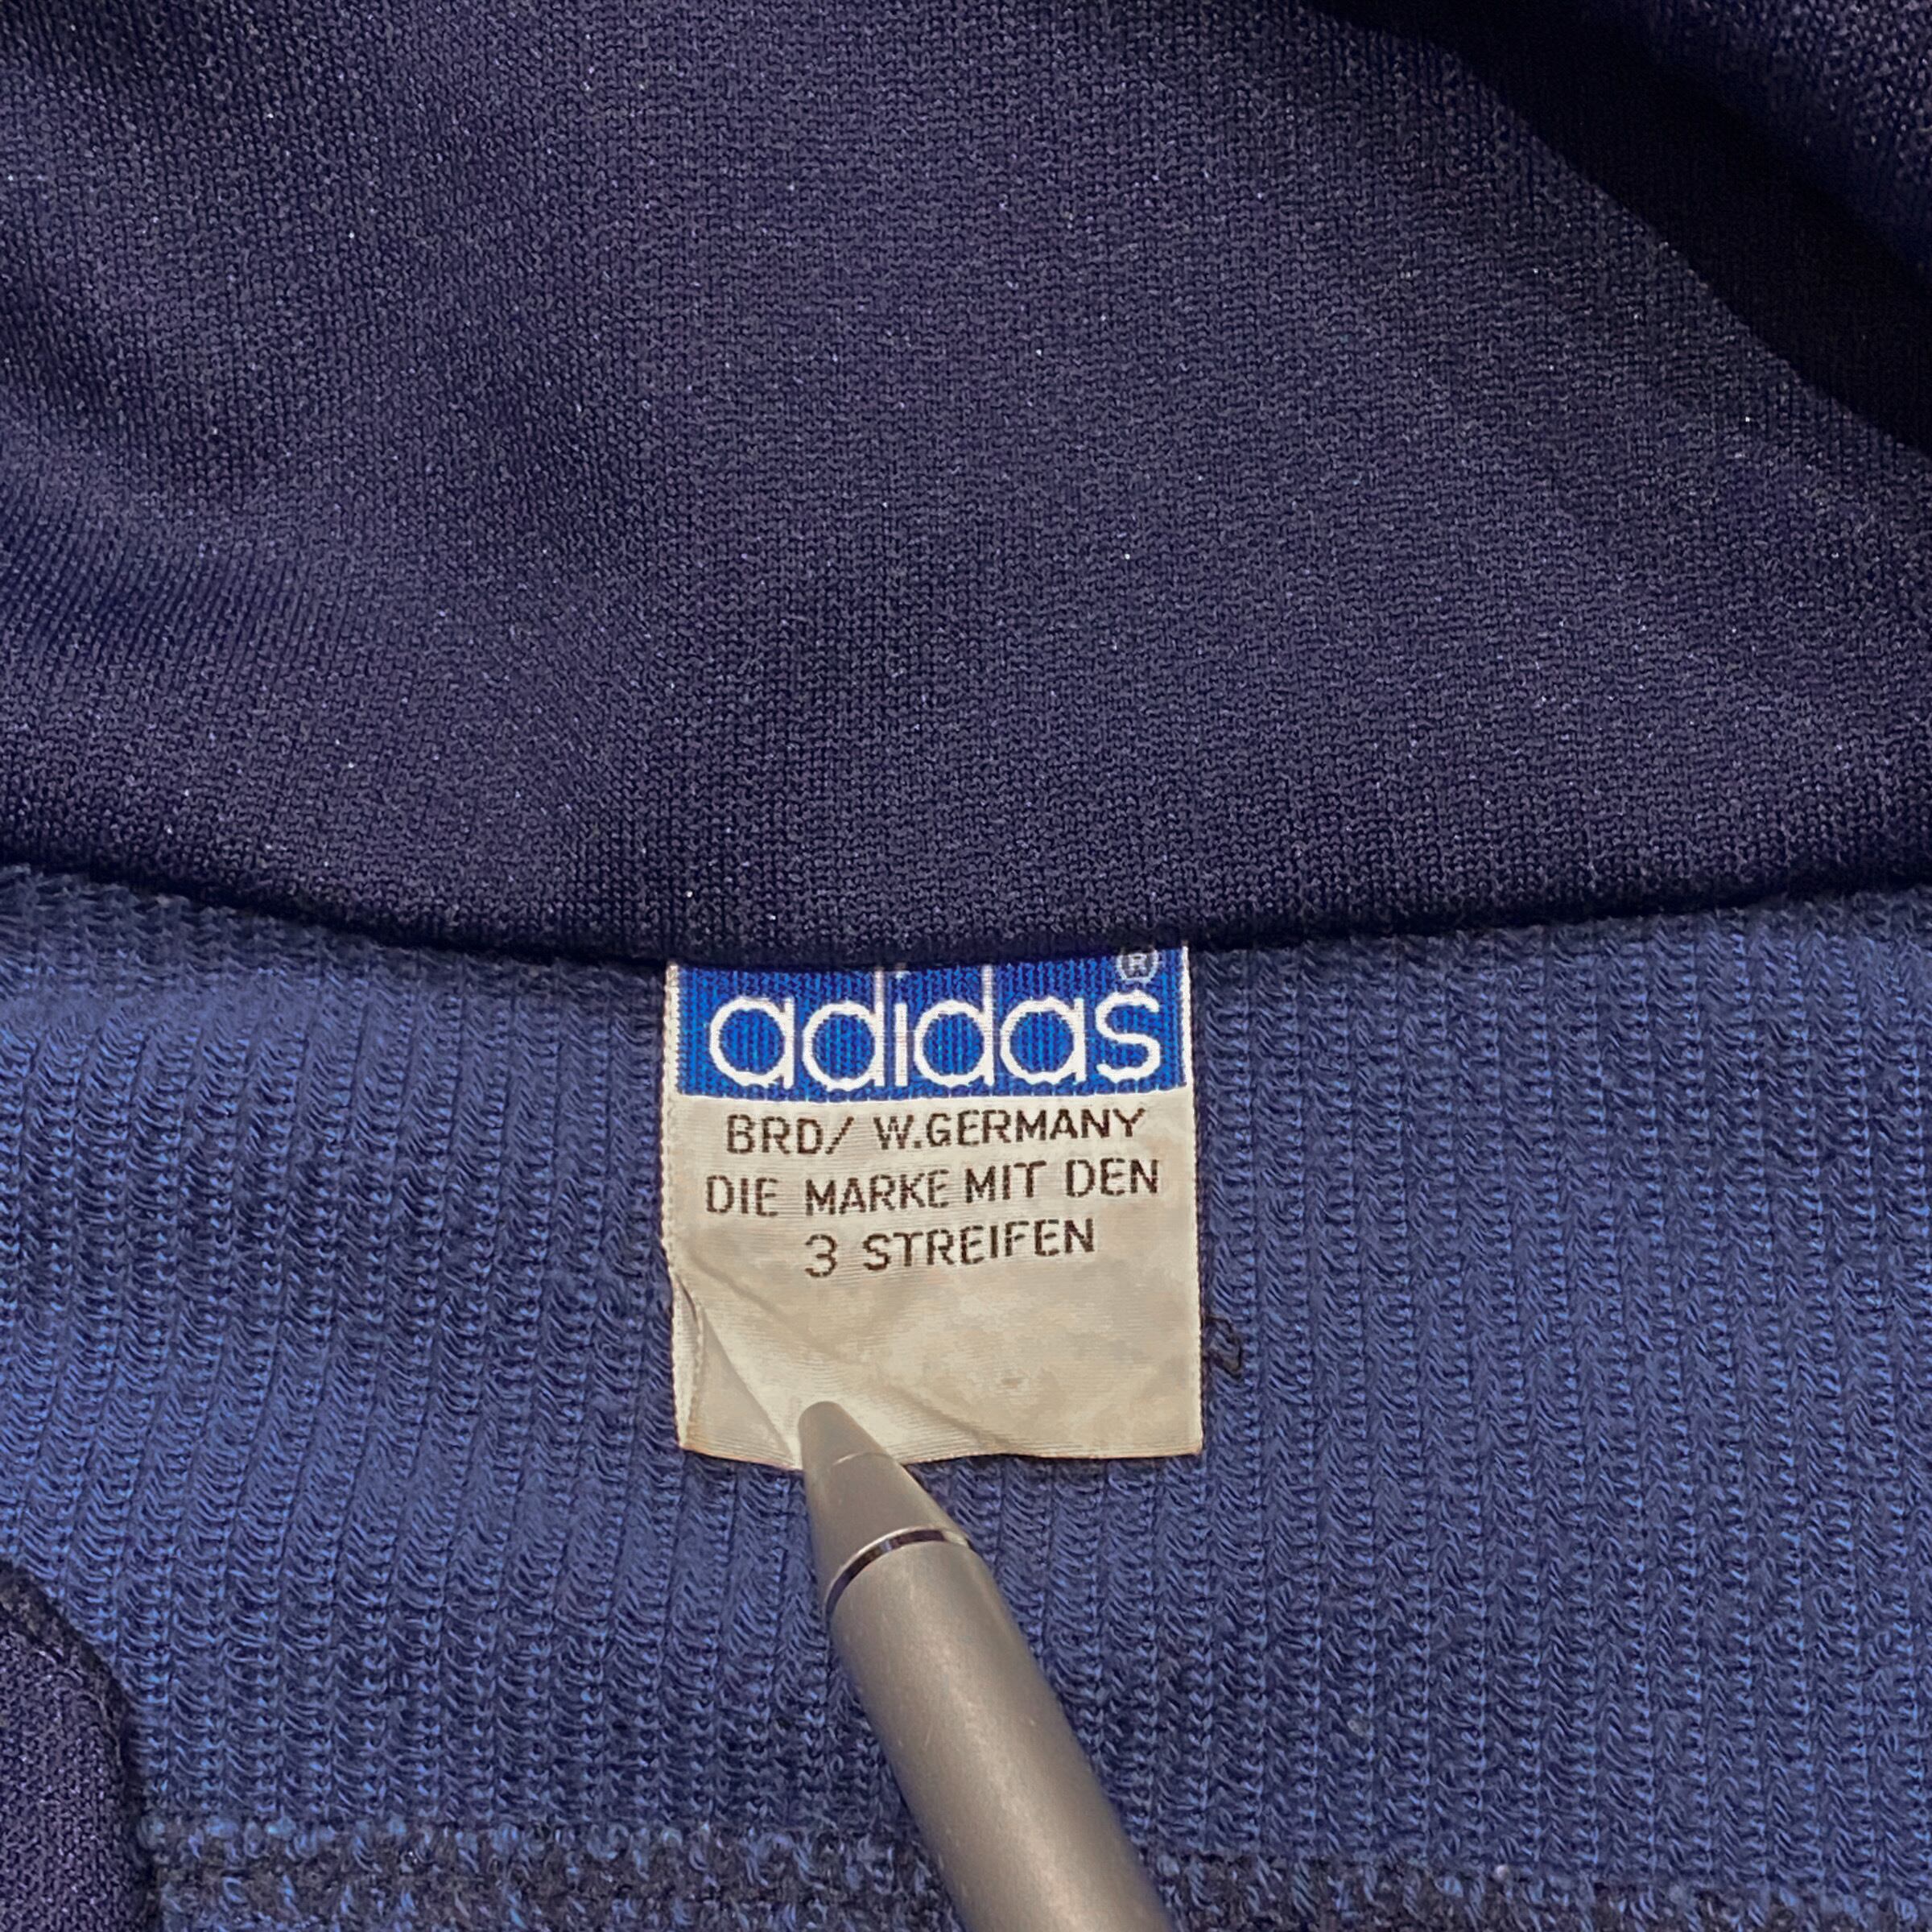 adidas®
BRD/ W.GERMANY
DIE MARKE MIT DEN
3 STREIFEN